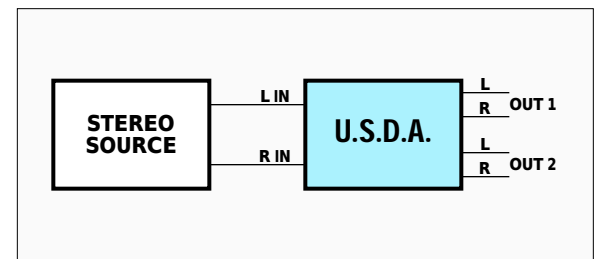 STEREO
SOURCE
L IN
R IN
U.S.D.A.
L
R
OUT 1
L
R
OUT 2